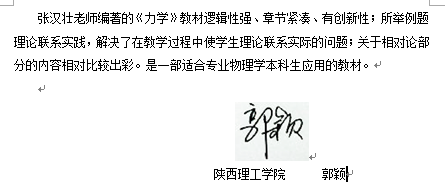 张汉壮老师编著的《力学》教材逻辑性强、章节紧凑、有创新性；所举例题
理论联系实践，解决了在教学过程中使学生理论联系实际的问题；关于相对论部
分的内容相对比较出彩。是一部适合专业物理学本科生应用的教材。
郭颖
陕西理工学院 郭颖